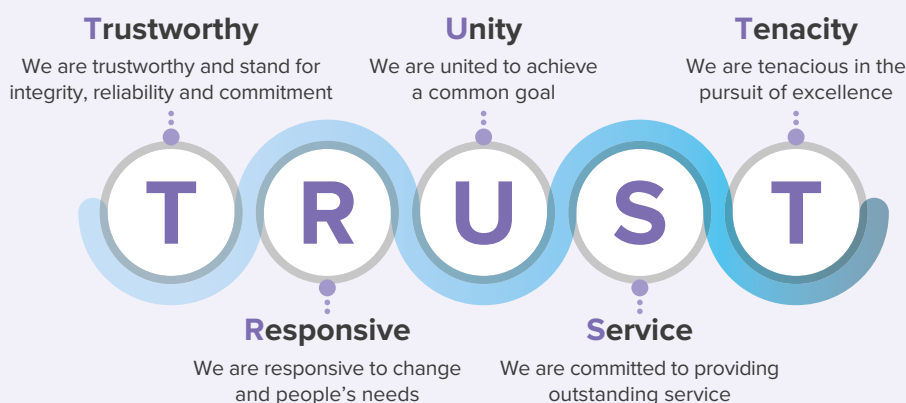 Trustworthy
We are trustworthy and stand for
integrity, reliability and commitment
Unity
We are united to achieve
a common goal
Tenacity
We are tenacious in the
pursuit of excellence
T R U S T
Responsive
We are responsive to change
and people's needs
Service
We are committed to providing
outstanding service